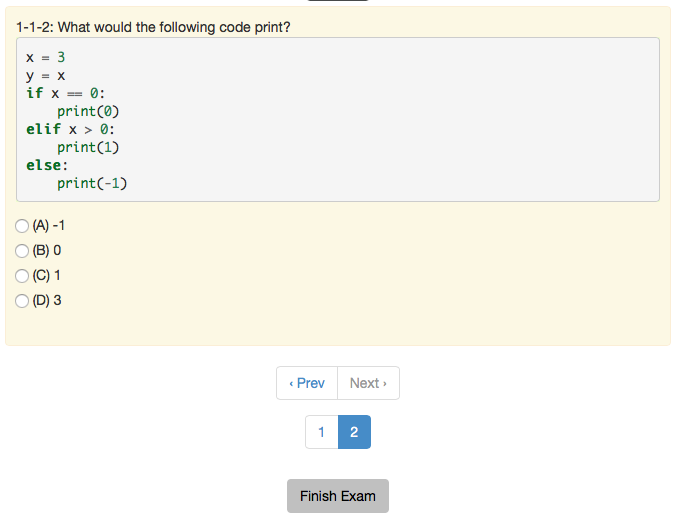 1-1-2: What would the following code print?
x = 3
y = x
if x == 0:
    print(0)
elif x > 0:
    print(1)
else:
    print(-1)
(A) -1
(B) 0
(C) 1
(D) 3
‹ Prev Next ›
1 2
Finish Exam